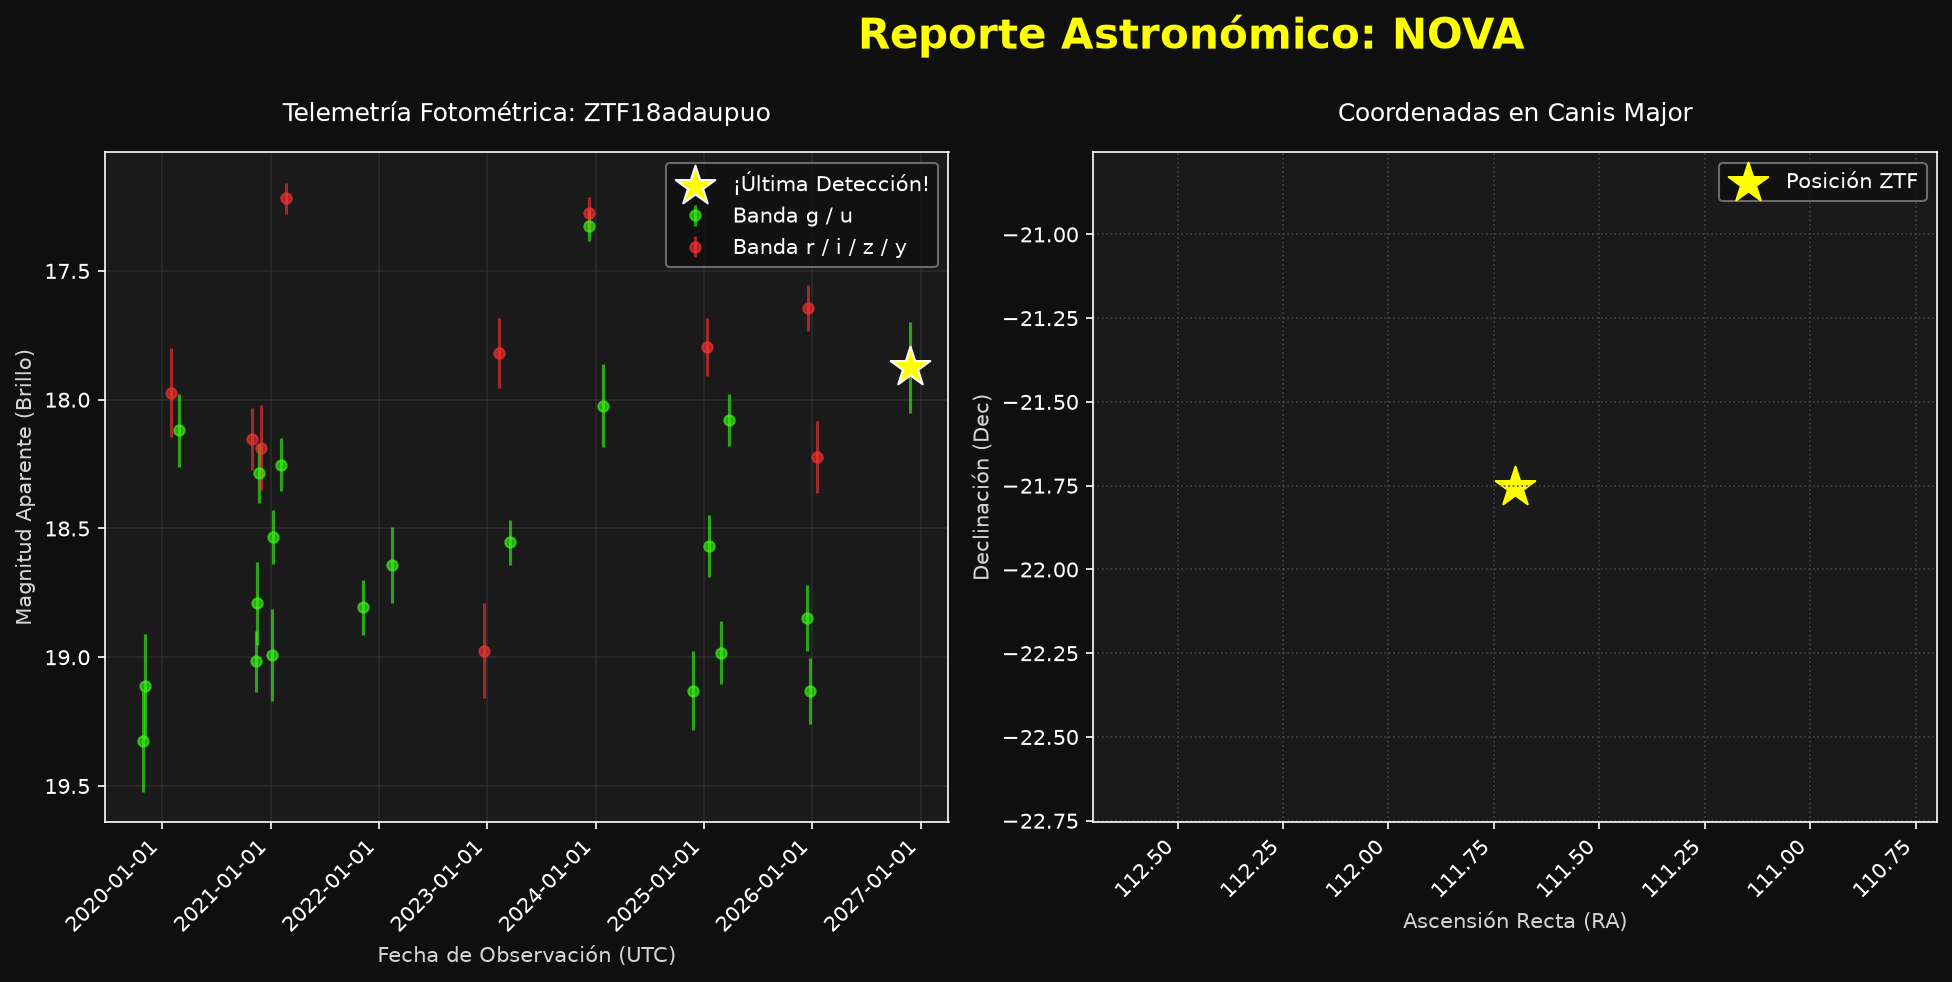 Reporte Astronómico: NOVA
Telemetría Fotométrica: ZTF18adaupuo
¡Última Detección!
Banda g / u
Banda r / i / z / y
Magnitud Aparente (Brillo)
17.5
18.0
18.5
19.0
19.5
2020-01-01
2021-01-01
2022-01-01
2023-01-01
2024-01-01
2025-01-01
2026-01-01
2027-01-01
Fecha de Observación (UTC)
Coordenadas en Canis Major
Posición ZTF
Declinación (Dec)
−21.00
−21.25
−21.50
−21.75
−22.00
−22.25
−22.50
−22.75
112.50
112.25
112.00
111.75
111.50
111.25
111.00
110.75
Ascensión Recta (RA)